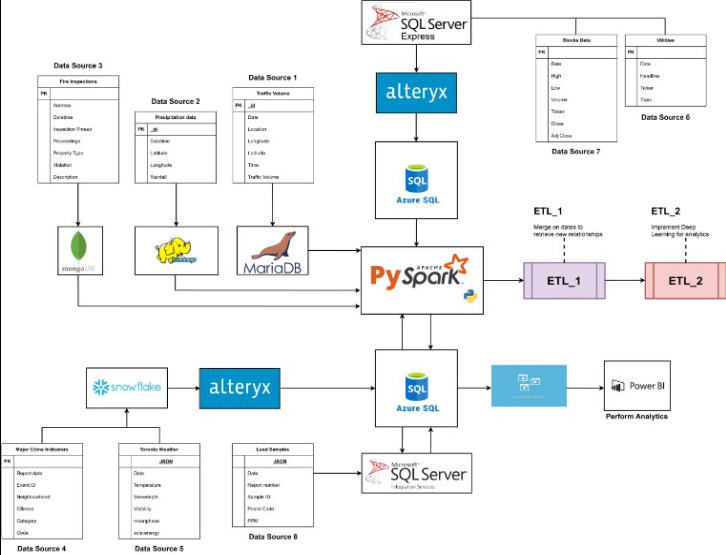 Microsoft
SQL Server
Express
alteryx
SQL
Azure SQL
Data Source 3
Fire Inspections
PK
Address
Datetime
Inspection Thread
Proceedings
Property Type
Violation
Description
Data Source 2
Precipitation data
PK
_id
Datetime
Latitude
Longitude
Rainfall
Data Source 1
Traffic Volume
PK
_id
Date
Location
Longitude
Latitude
Time
Traffic Volume
Stocks Data
PK
Date
High
Low
Volume
Ticker
Close
Adj Close
Data Source 7
Utilities
PK
Date
Headline
Ticker
Topic
Data Source 6
mongoDB
hadoop
MariaDB
APACHE
PySpark
ETL_1
Merge on dates to
retrieve new relationships
ETL_1
ETL_2
Implement Deep
Learning for analytics
ETL_2
snowflake
alteryx
SQL
Azure SQL
Power BI
Perform Analytics
Microsoft
SQL Server
Integration Services
Major Crime Indicators
PK
Report date
Event ID
Neighbourhood
Offence
Category
Code
Data Source 4
Toronto Weather
JSON
Date
Temperature
Snowdepth
Visibility
moonphase
solarenergy
Data Source 5
Lead Samples
JSON
Date
Report number
Sample ID
Postal Code
PPM
Data Source 8